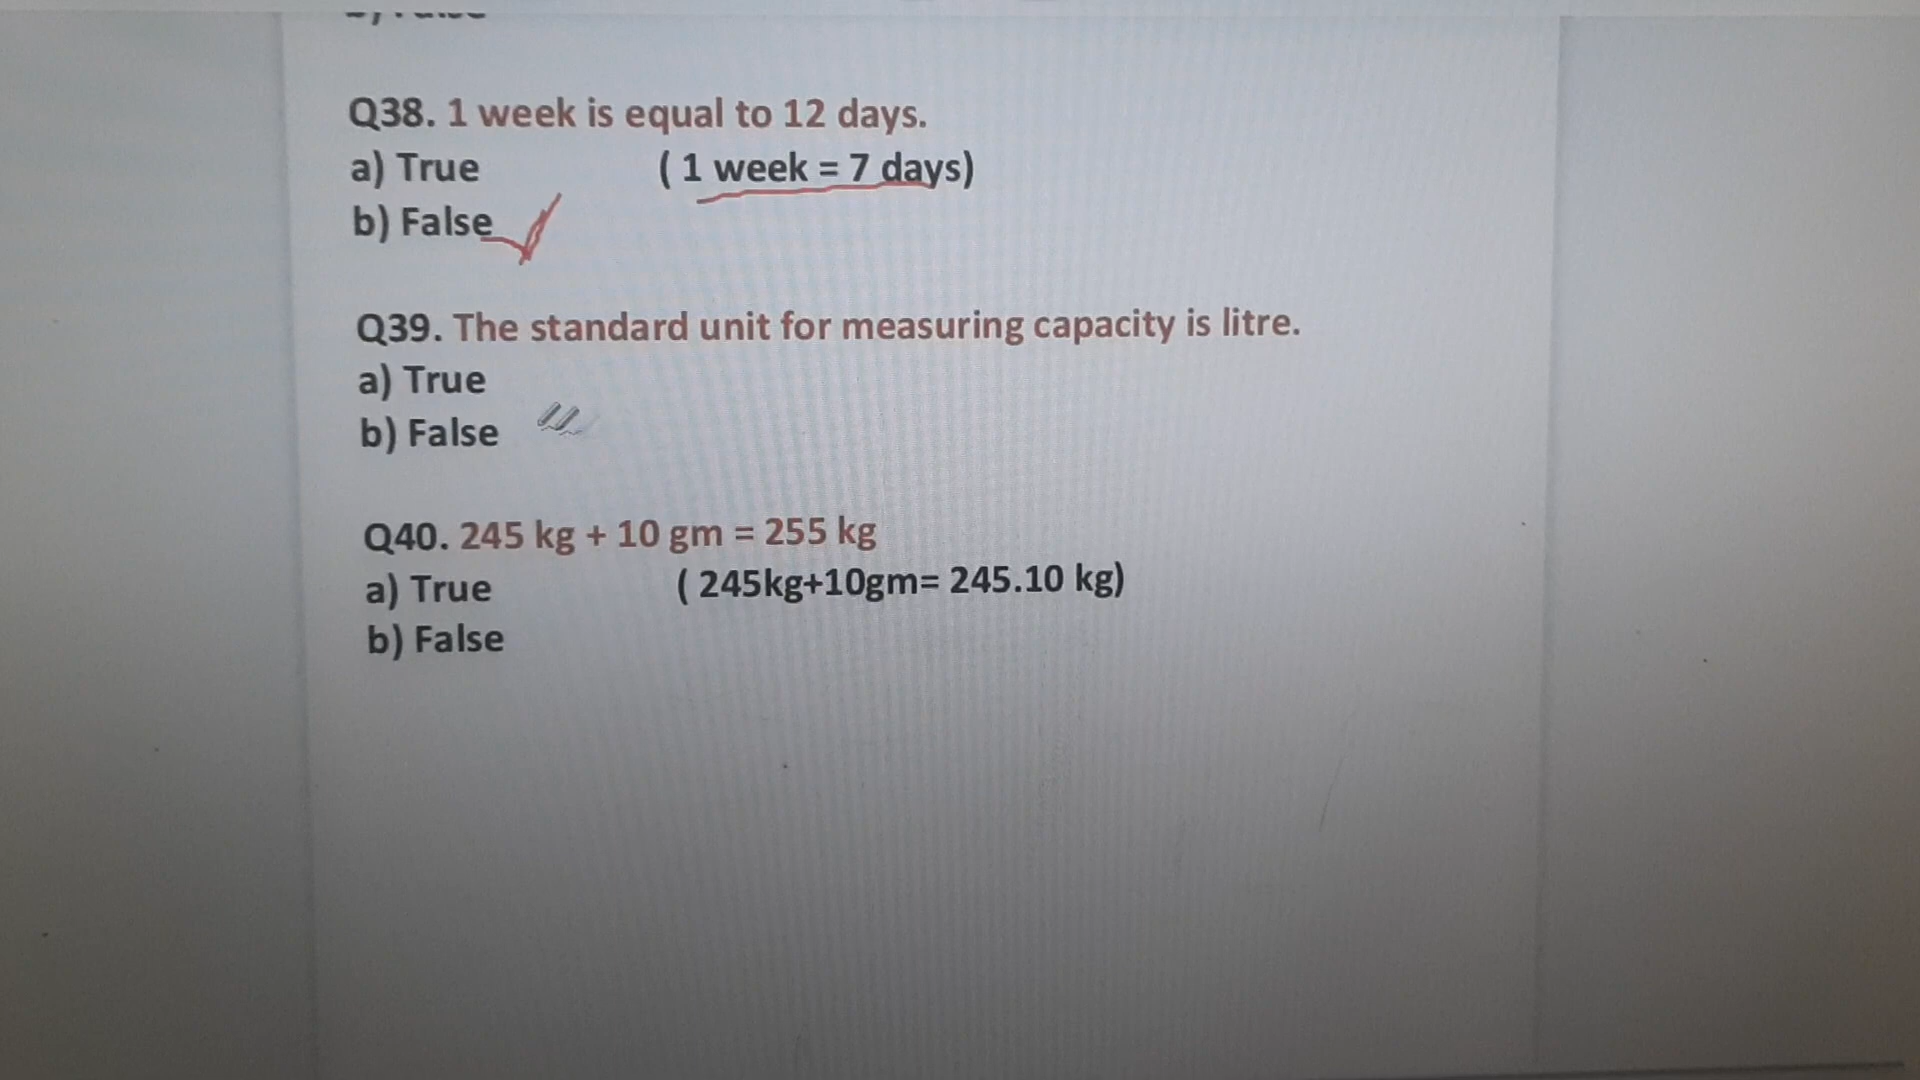 Q38. 1 week is equal to 12 days.
a) True ( 1 week = 7 days)
b) False
Q39. The standard unit for measuring capacity is litre.
a) True
b) False
Q40. 245 kg + 10 gm = 255 kg
a) True ( 245kg+10gm= 245.10 kg)
b) False